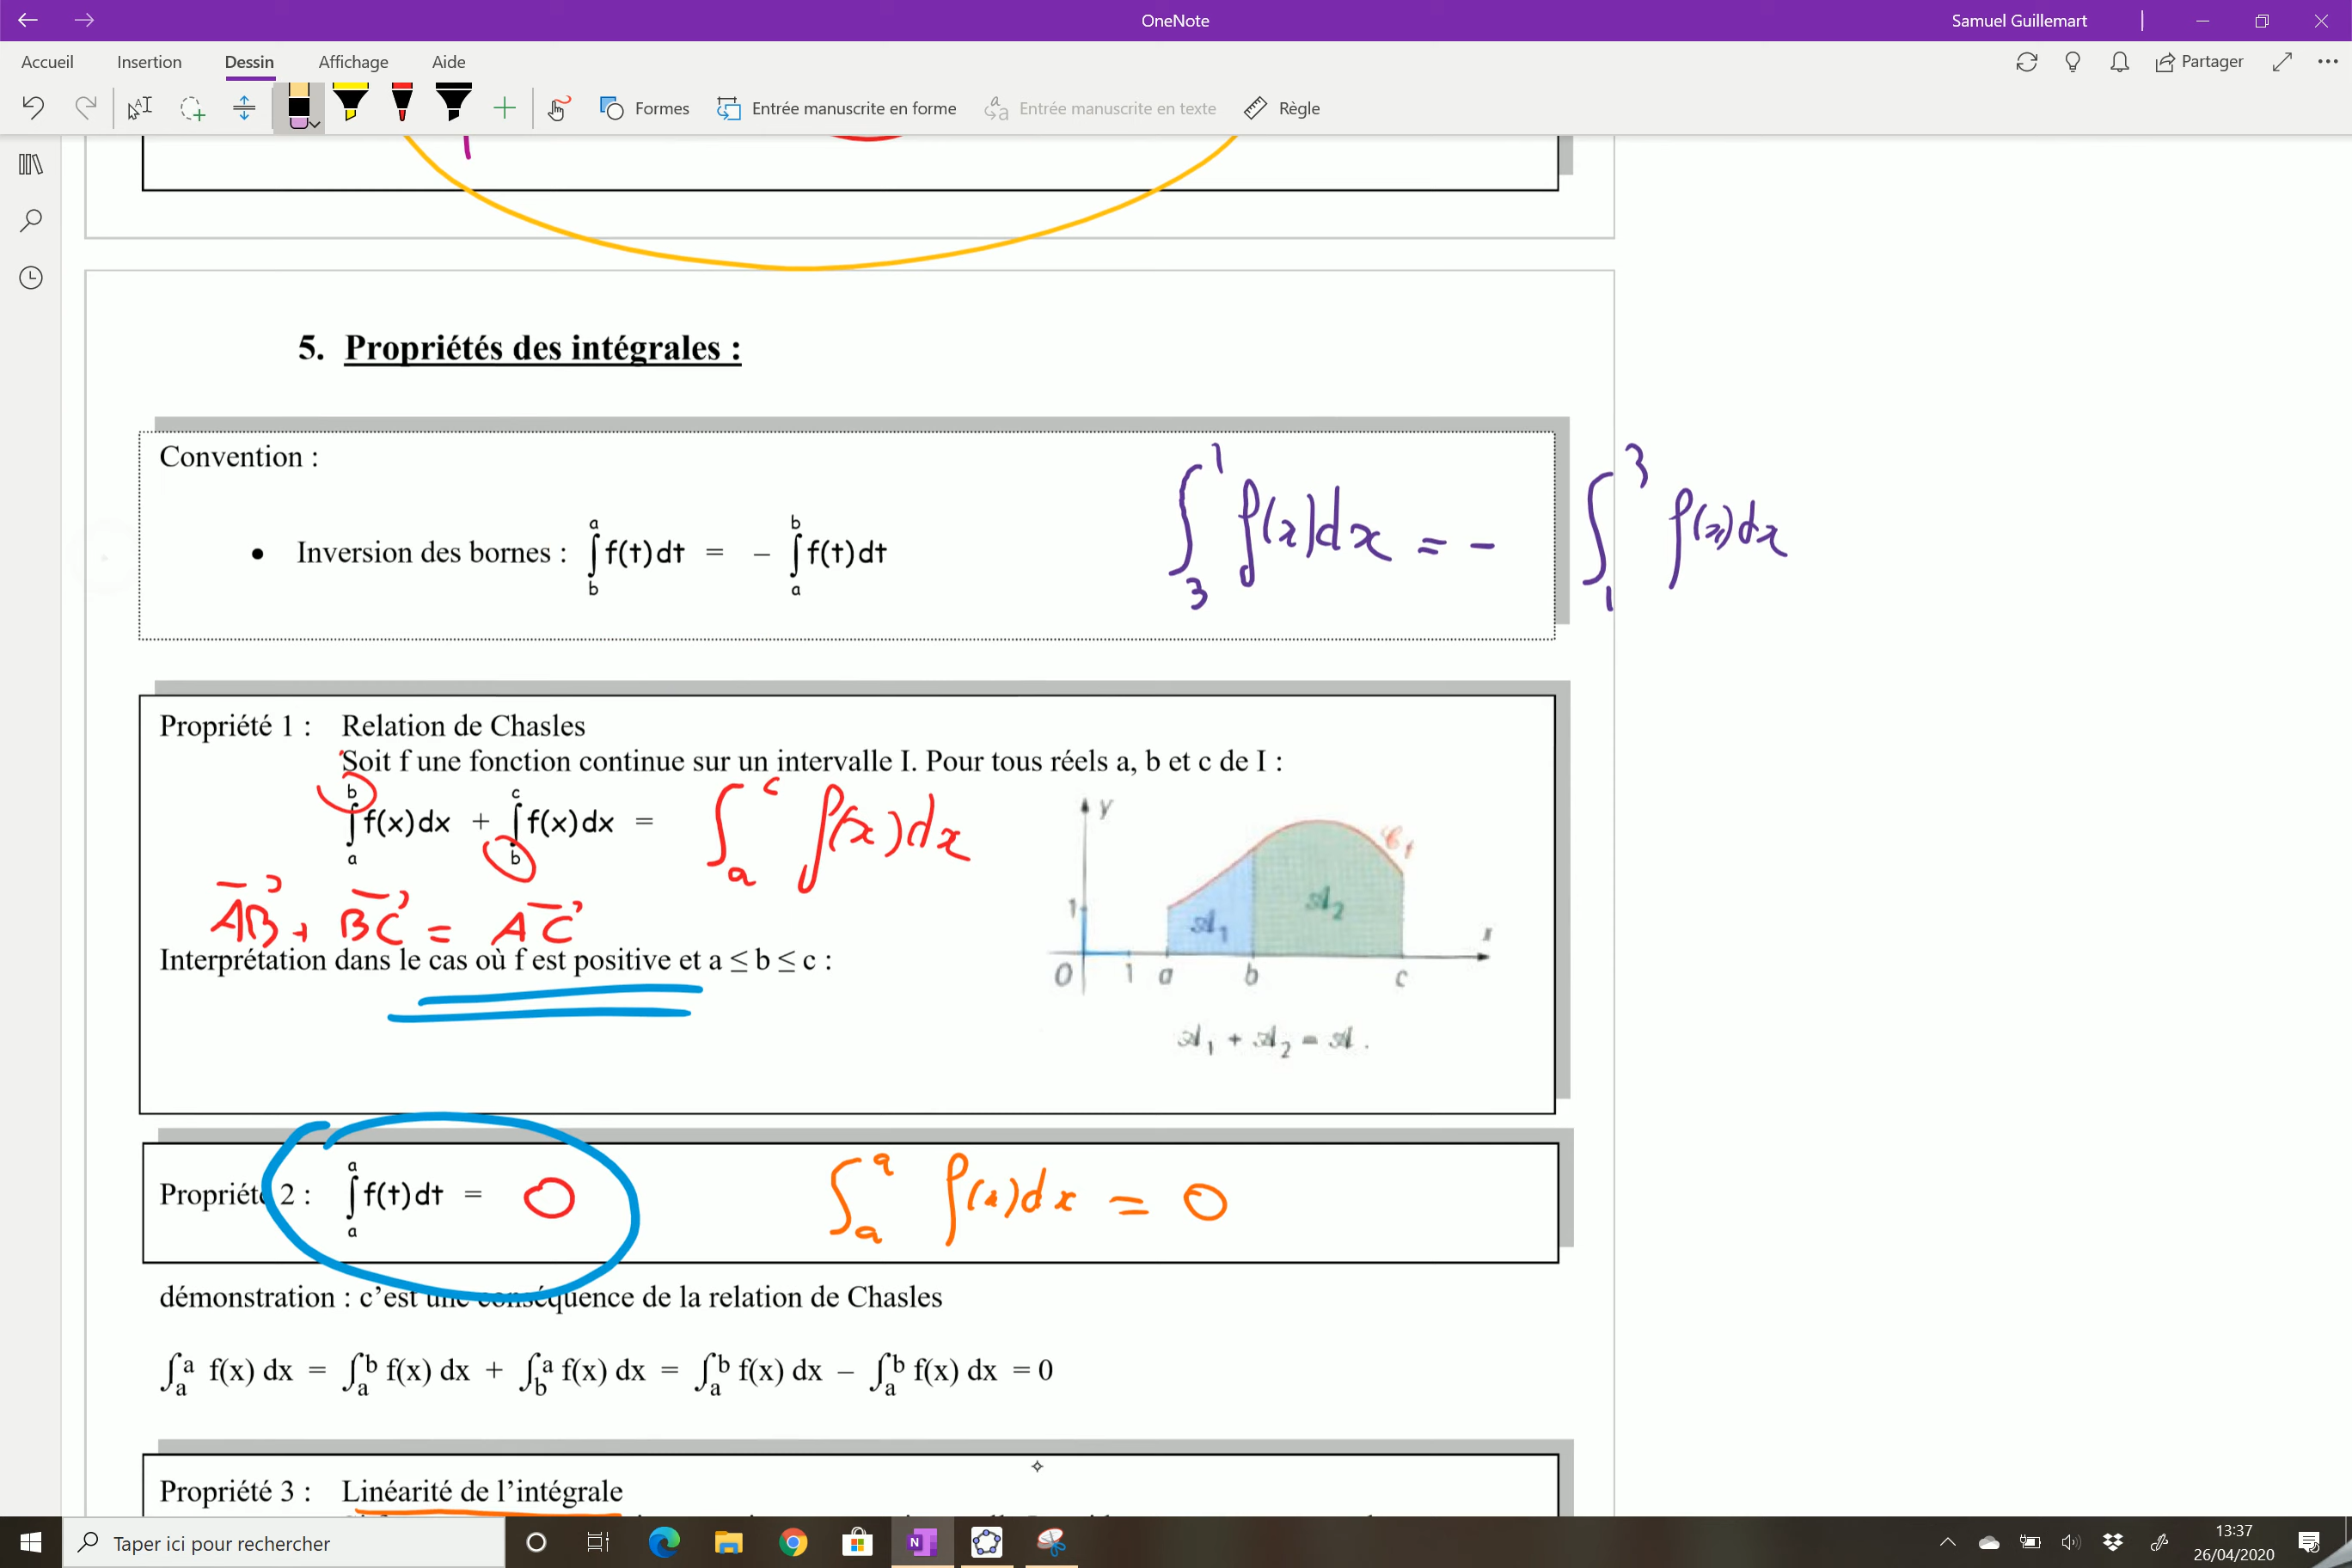 OneNote
Samuel Guillemart
Accueil Insertion Dessin Affichage Aide
Partager
Formes Entrée manuscrite en forme Entrée manuscrite en texte Règle
5. Propriétés des intégrales :
Convention :
• Inversion des bornes : ∫_b^a f(t)dt = – ∫_a^b f(t)dt
∫_3^1 f(x)dx = - ∫_1^3 f(x)dx
Propriété 1 : Relation de Chasles
Soit f une fonction continue sur un intervalle I. Pour tous réels a, b et c de I :
∫_a^b f(x)dx + ∫_b^c f(x)dx = ∫_a^c f(x)dx
AB + BC = AC
Interprétation dans le cas où f est positive et a ≤ b ≤ c :
y
𝒞f
1
𝒜1 𝒜2
x
O 1 a b c
𝒜1 + 𝒜2 = 𝒜.
Propriété 2 : ∫_a^a f(t)dt = 0
∫_a^a f(x)dx = 0
démonstration : c’est une conséquence de la relation de Chasles
∫_a^a f(x) dx = ∫_a^b f(x) dx + ∫_b^a f(x) dx = ∫_a^b f(x) dx – ∫_a^b f(x) dx = 0
Propriété 3 : Linéarité de l’intégrale
Taper ici pour rechercher
13:37
26/04/2020